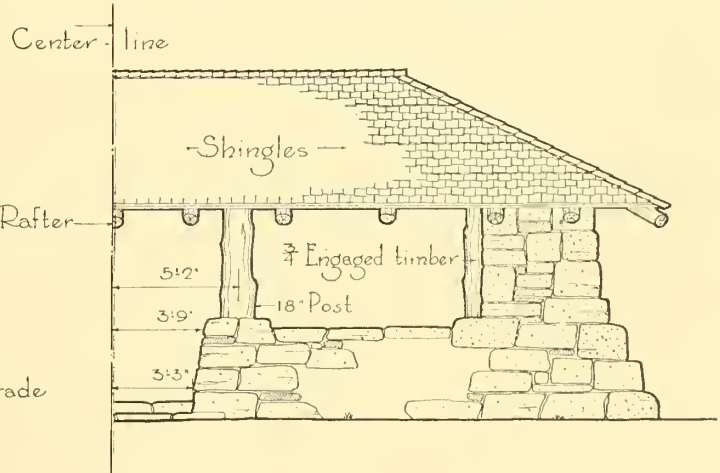 Center - line
-Shingles-
Rafter
3/4 Engaged timber
5'-2"
18" Post
3'-9"
3'-3"
rade